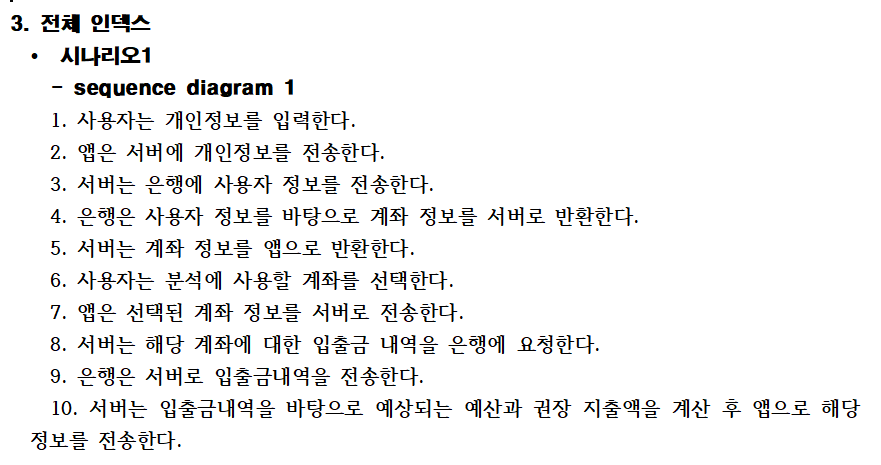 3. 전체 인덱스
• 시나리오1
- sequence diagram 1
1. 사용자는 개인정보를 입력한다.
2. 앱은 서버에 개인정보를 전송한다.
3. 서버는 은행에 사용자 정보를 전송한다.
4. 은행은 사용자 정보를 바탕으로 계좌 정보를 서버로 반환한다.
5. 서버는 계좌 정보를 앱으로 반환한다.
6. 사용자는 분석에 사용할 계좌를 선택한다.
7. 앱은 선택된 계좌 정보를 서버로 전송한다.
8. 서버는 해당 계좌에 대한 입출금 내역을 은행에 요청한다.
9. 은행은 서버로 입출금내역을 전송한다.
10. 서버는 입출금내역을 바탕으로 예상되는 예산과 권장 지출액을 계산 후 앱으로 해당
정보를 전송한다.